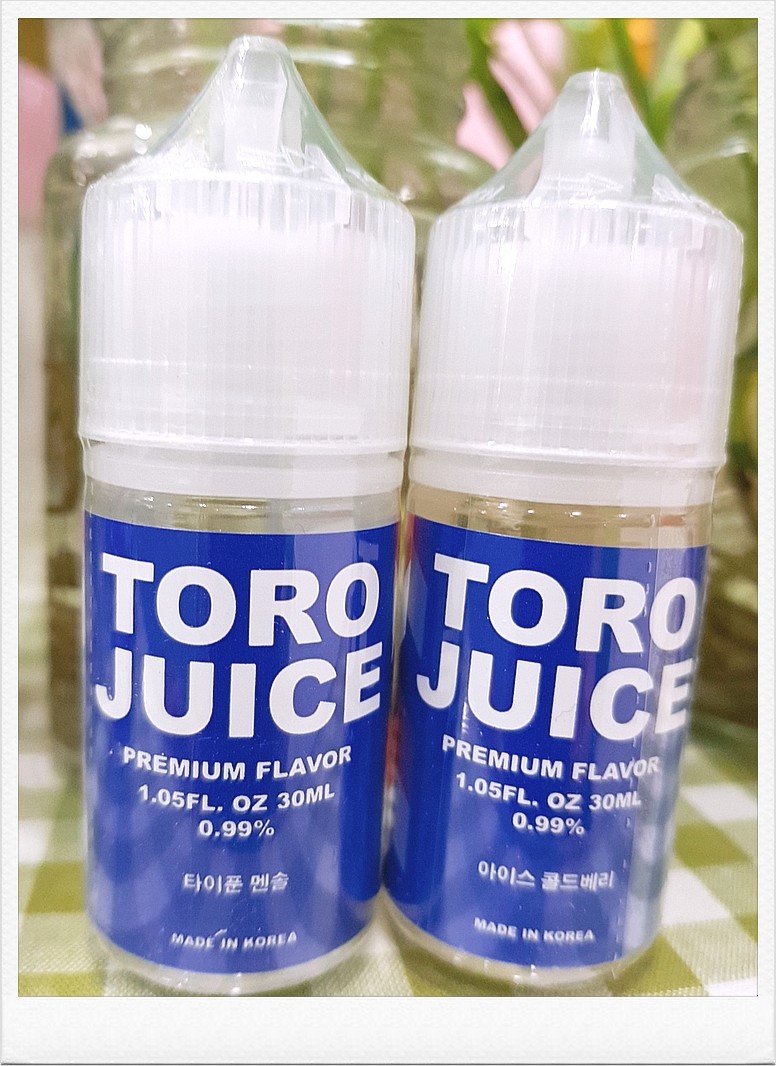 TORO
JUICE
PREMIUM FLAVOR
1.05FL. OZ 30ML
0.99%
타이푼 멘솔
MADE IN KOREA
TORO
JUICE
PREMIUM FLAVOR
1.05FL. OZ 30ML
0.99%
아이스 콜드베리
MADE IN KOREA